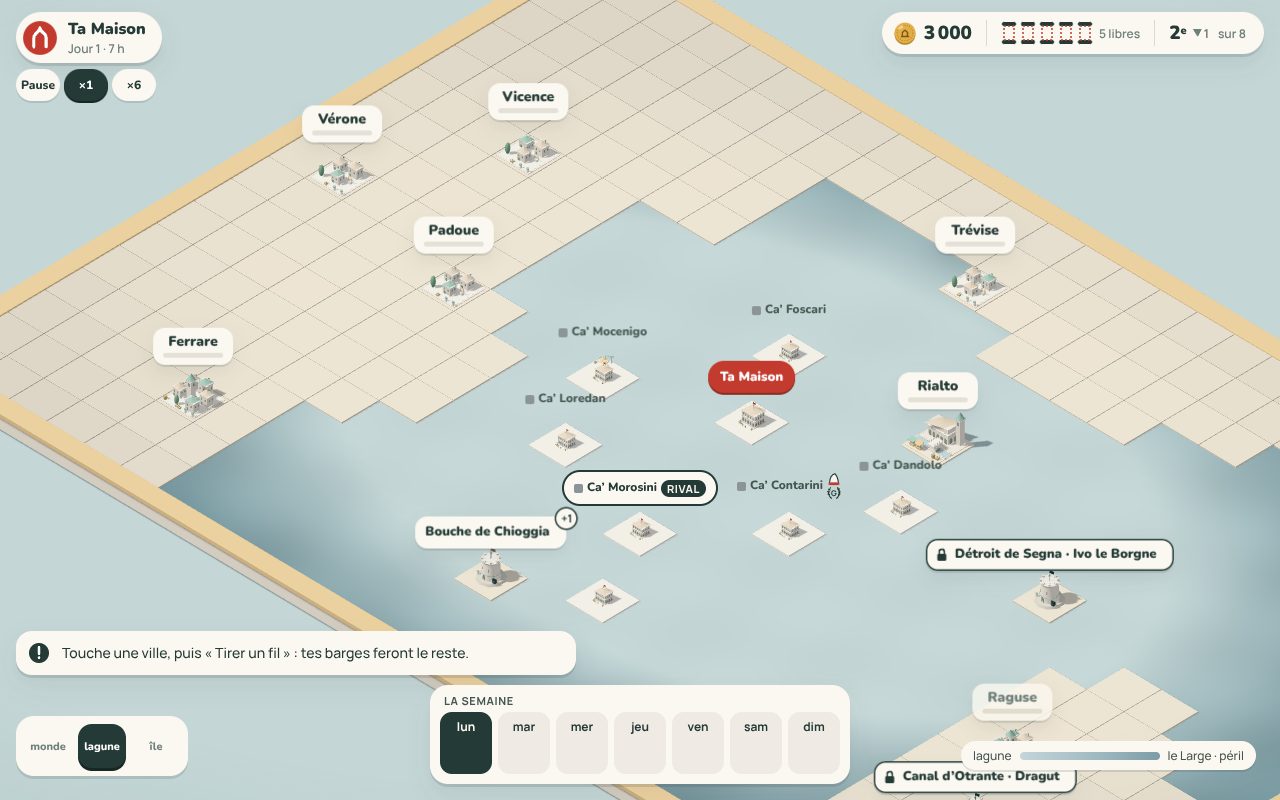 Ta Maison
Jour 1 · 7 h
Pause
×1
×6
3 000
5 libres
2e ▼1 sur 8
Vicence
Vérone
Padoue
Trévise
Ca’ Foscari
Ca’ Mocenigo
Ferrare
Ta Maison
Rialto
Ca’ Loredan
Ca’ Dandolo
Ca’ Morosini RIVAL
Ca’ Contarini
Bouche de Chioggia
+1
Détroit de Segna · Ivo le Borgne
Touche une ville, puis « Tirer un fil » : tes barges feront le reste.
LA SEMAINE
lun
mar
mer
jeu
ven
sam
dim
monde
lagune
île
Raguse
lagune
le Large · péril
Canal d’Otrante · Dragut